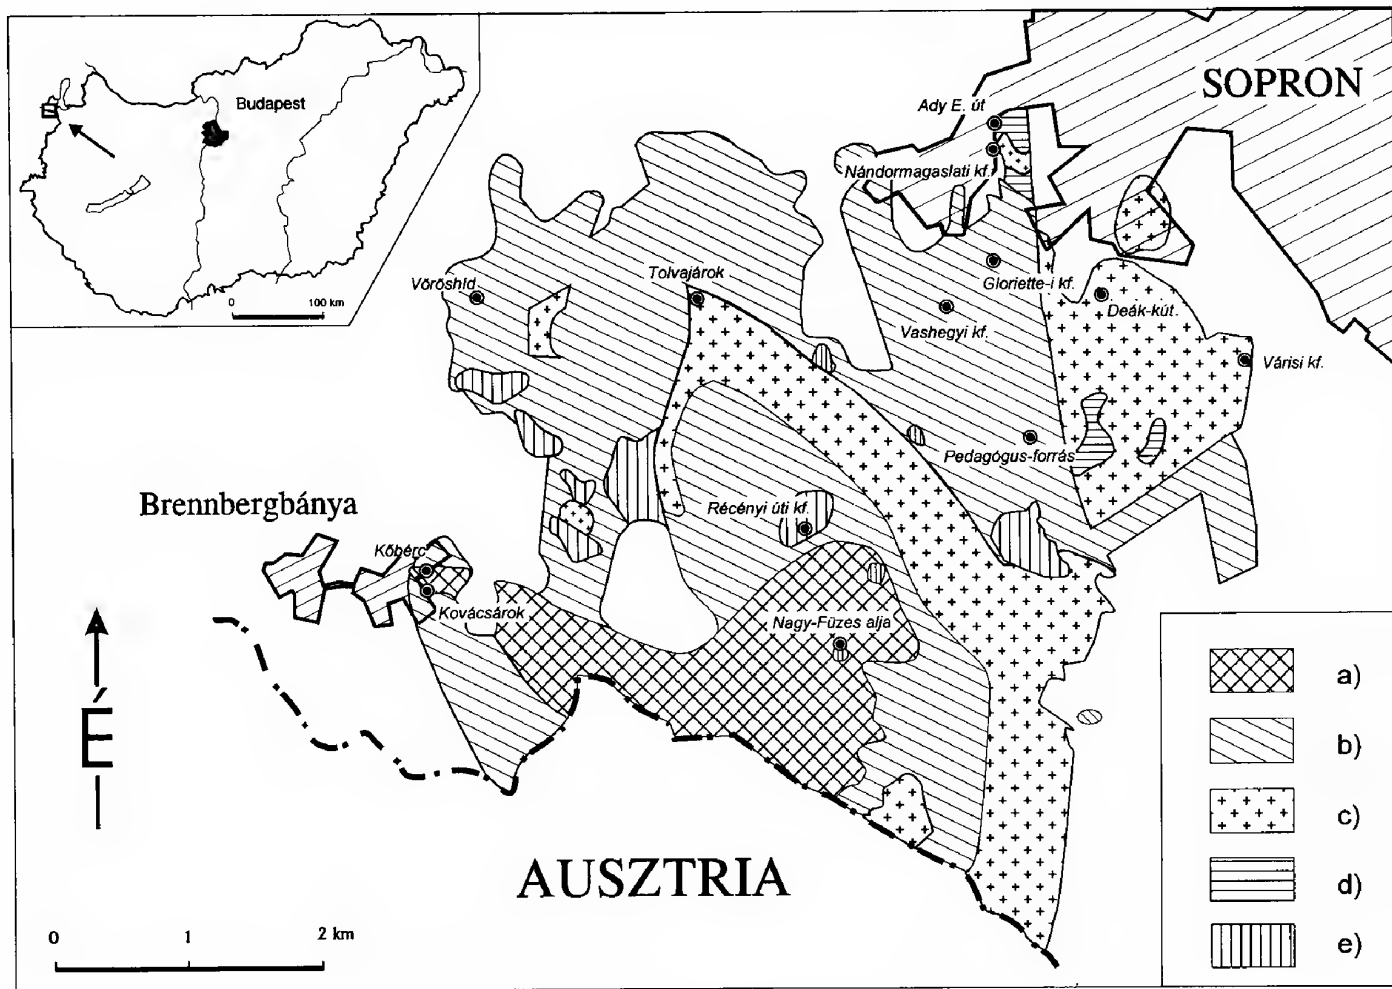 Budapest
0 100 km
SOPRON
Ady E. út
Nándormagaslati kf.
Vöröshíd
Tolvajárok
Gloriette-i kf.
Vashegyi kf.
Deák-kút
Várisi kf.
Pedagógus-forrás
Brennbergbánya
Récényi úti kf.
Kőbérc
Kovácsárok
Nagy-Füzes alja
É
AUSZTRIA
0 1 2 km
a)
b)
c)
d)
e)